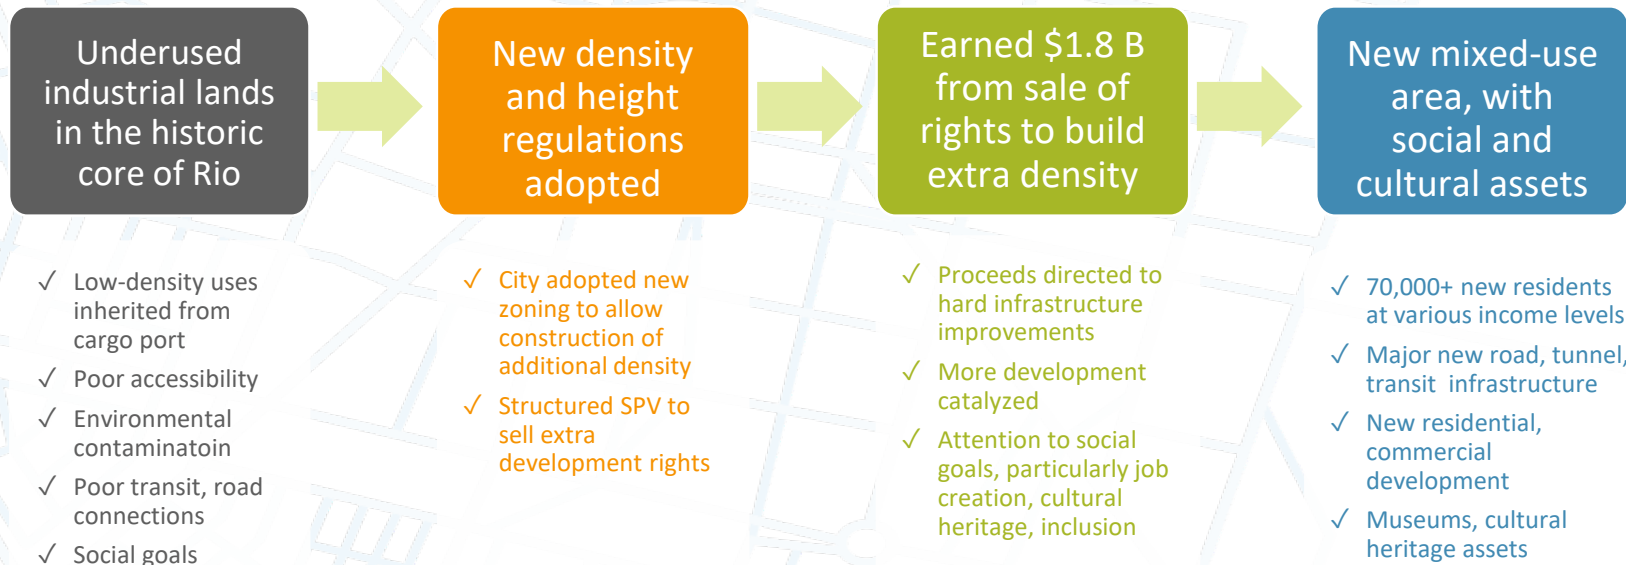 Underused
industrial lands
in the historic
core of Rio
New density
and height
regulations
adopted
Earned $1.8 B
from sale of
rights to build
extra density
New mixed-use
area, with
social and
cultural assets
✓ Low-density uses
inherited from
cargo port
✓ Poor accessibility
✓ Environmental
contaminatoin
✓ Poor transit, road
connections
✓ Social goals
✓ City adopted new
zoning to allow
construction of
additional density
✓ Structured SPV to
sell extra
development rights
✓ Proceeds directed to
hard infrastructure
improvements
✓ More development
catalyzed
✓ Attention to social
goals, particularly job
creation, cultural
heritage, inclusion
✓ 70,000+ new residents
at various income levels
✓ Major new road, tunnel,
transit infrastructure
✓ New residential,
commercial
development
✓ Museums, cultural
heritage assets